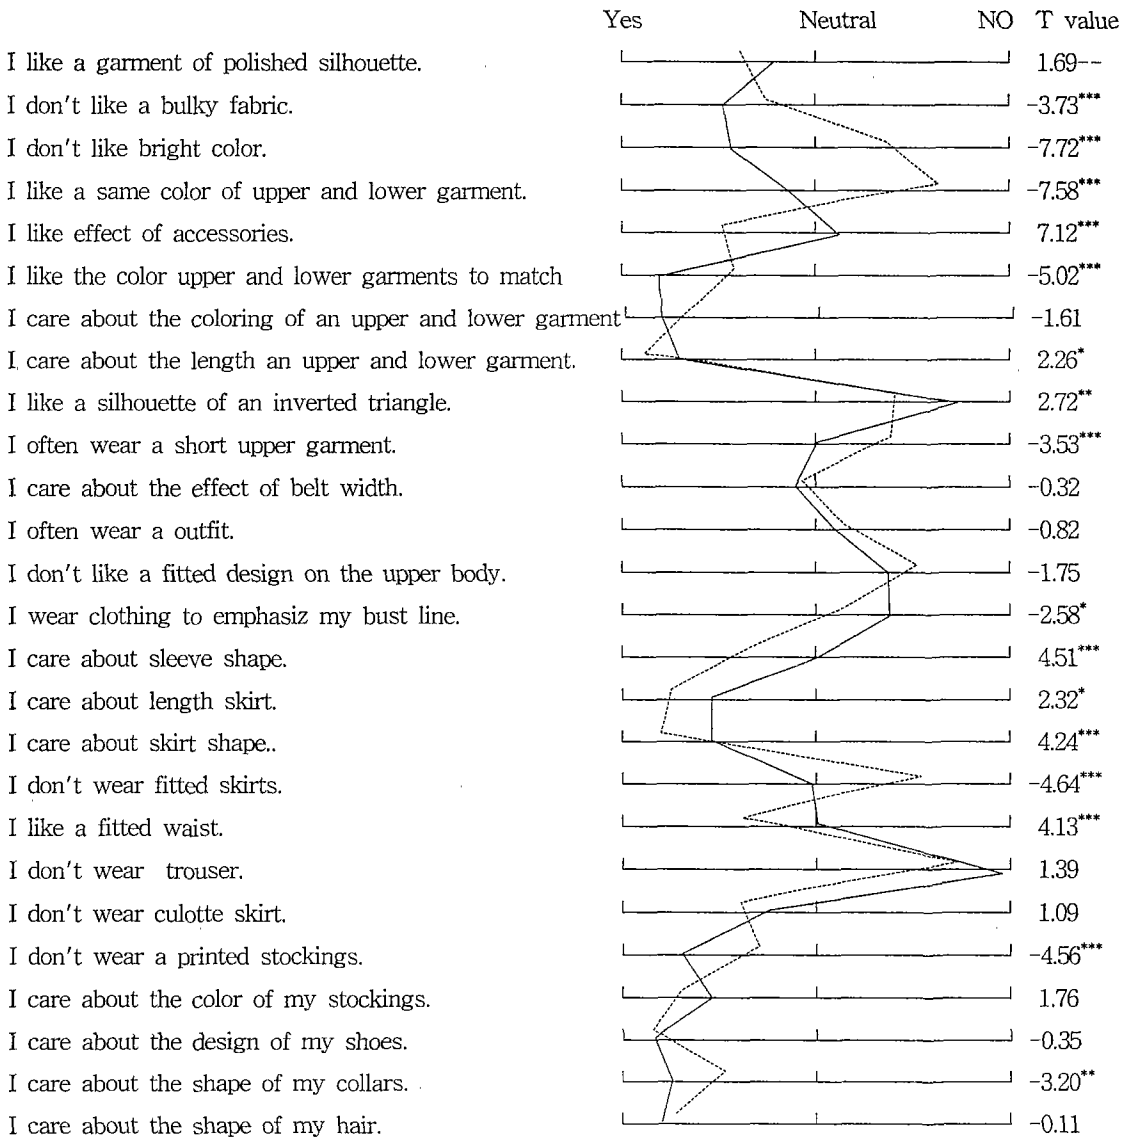 Yes Neutral NO T value
I like a garment of polished silhouette. 1.69--
I don't like a bulky fabric. -3.73***
I don't like bright color. -7.72***
I like a same color of upper and lower garment. -7.58***
I like effect of accessories. 7.12***
I like the color upper and lower garments to match -5.02***
I care about the coloring of an upper and lower garment -1.61
I care about the length an upper and lower garment. 2.26*
I like a silhouette of an inverted triangle. 2.72**
I often wear a short upper garment. -3.53***
I care about the effect of belt width. -0.32
I often wear a outfit. -0.82
I don't like a fitted design on the upper body. -1.75
I wear clothing to emphasiz my bust line. -2.58*
I care about sleeve shape. 4.51***
I care about length skirt. 2.32*
I care about skirt shape.. 4.24***
I don't wear fitted skirts. -4.64***
I like a fitted waist. 4.13***
I don't wear trouser. 1.39
I don't wear culotte skirt. 1.09
I don't wear a printed stockings. -4.56***
I care about the color of my stockings. 1.76
I care about the design of my shoes. -0.35
I care about the shape of my collars. -3.20**
I care about the shape of my hair. -0.11